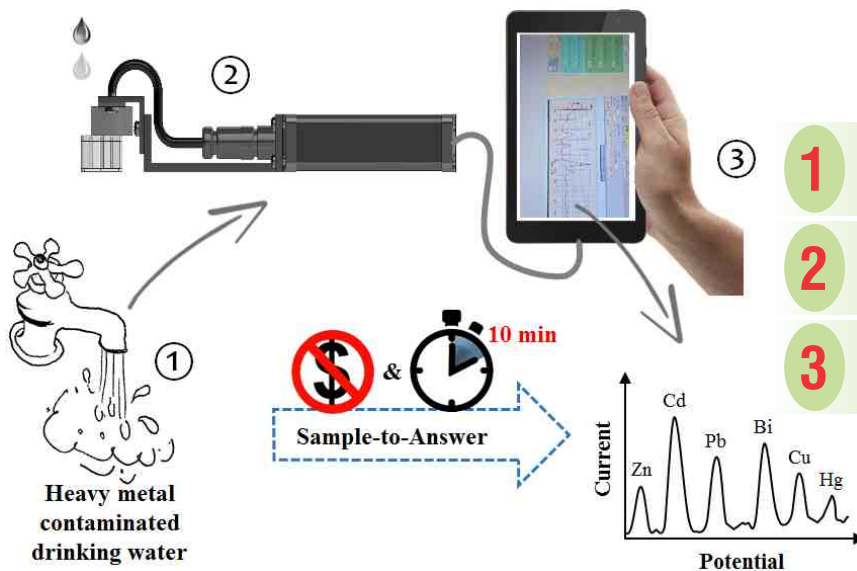 ②
③
①
10 min
$
&
Sample-to-Answer
Heavy metal
contaminated
drinking water
Current
Zn
Cd
Pb
Bi
Cu
Hg
Potential
1
2
3